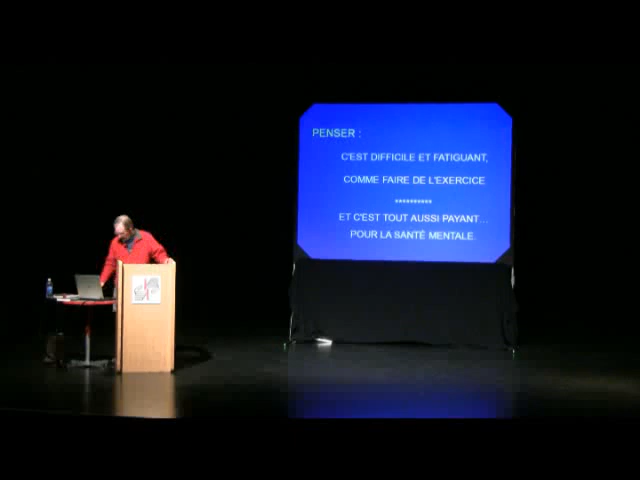 PENSER :
C'EST DIFFICILE ET FATIGUANT,
COMME FAIRE DE L'EXERCICE
**********
ET C'EST TOUT AUSSI PAYANT...
POUR LA SANTÉ MENTALE.